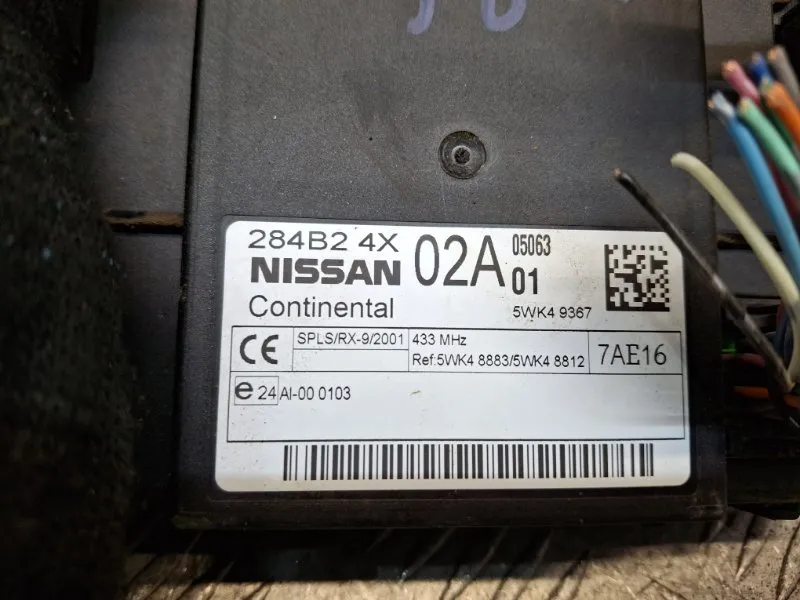 284B2 4X 02A 05063
NISSAN 01
Continental 5WK4 9367
CE SPLS/RX-9/2001 433 MHz 7AE16
Ref:5WK4 8883/5WK4 8812
e 24 AI-00 0103